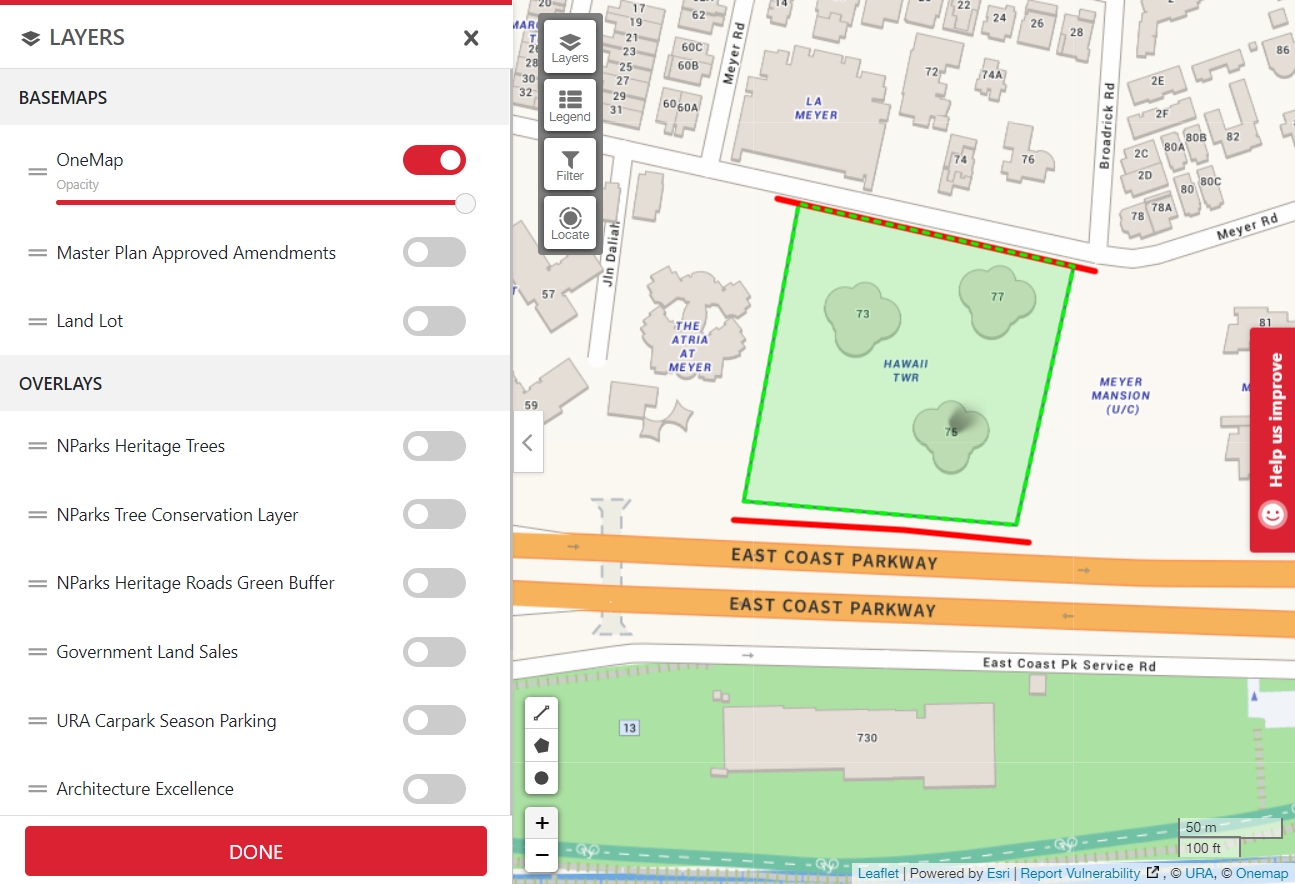 LAYERS
BASEMAPS
OneMap
Opacity
Master Plan Approved Amendments
Land Lot
OVERLAYS
NParks Heritage Trees
NParks Tree Conservation Layer
NParks Heritage Roads Green Buffer
Government Land Sales
URA Carpark Season Parking
Architecture Excellence
DONE
Layers
Legend
Filter
Locate
17
19
21
23
25
27
29
31
26
28
30
32
62
60C
60B
60
60A
14
22
24
26
28
Meyer Rd
LA
MEYER
72
74A
74
76
Broadrick Rd
2
86
2E
2F
2C
2D
80A
80B
82
80
80C
78
78A
Meyer Rd
Jln Daliah
57
59
THE
ATRIA
AT
MEYER
73
77
HAWAII
TWR
75
MEYER
MANSION
(U/C)
81
Help us improve
EAST COAST PARKWAY
EAST COAST PARKWAY
East Coast Pk Service Rd
13
730
+
−
50 m
100 ft
Leaflet | Powered by Esri | Report Vulnerability , © URA, © Onemap